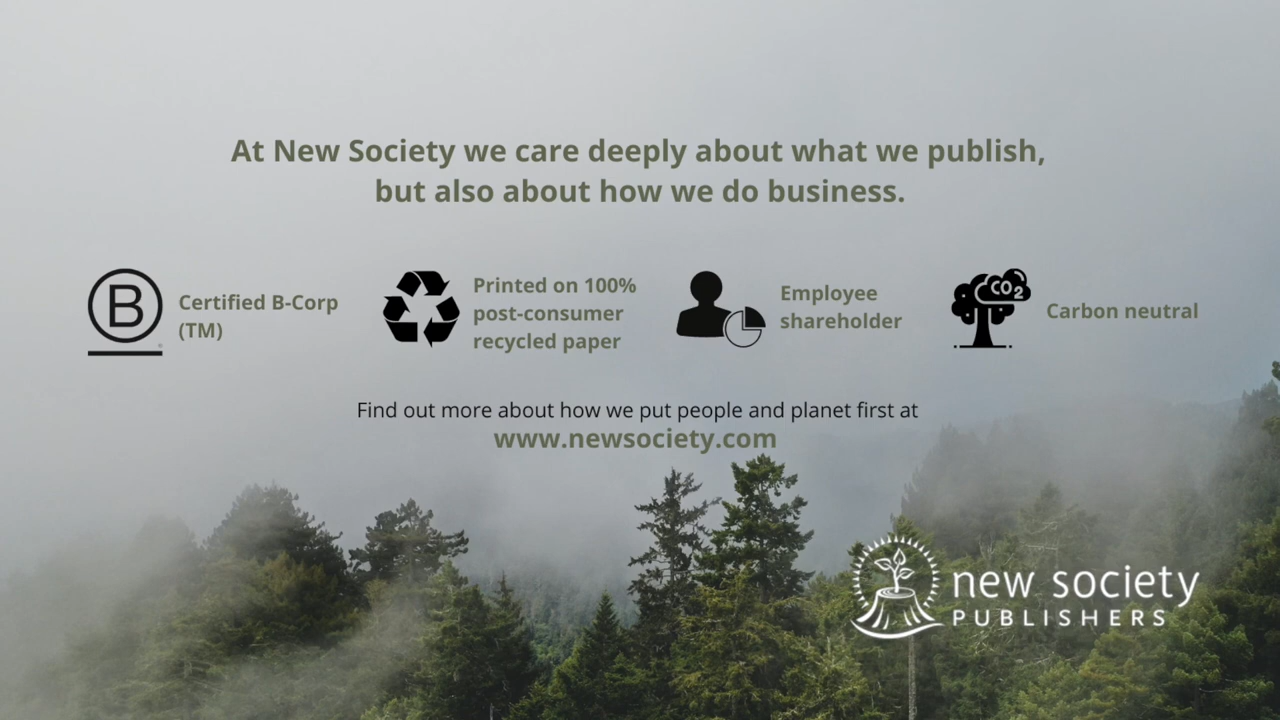 At New Society we care deeply about what we publish,
but also about how we do business.
B
Certified B-Corp
(TM)
Printed on 100%
post-consumer
recycled paper
Employee
shareholder
CO2
Carbon neutral
Find out more about how we put people and planet first at
www.newsociety.com
new society
PUBLISHERS